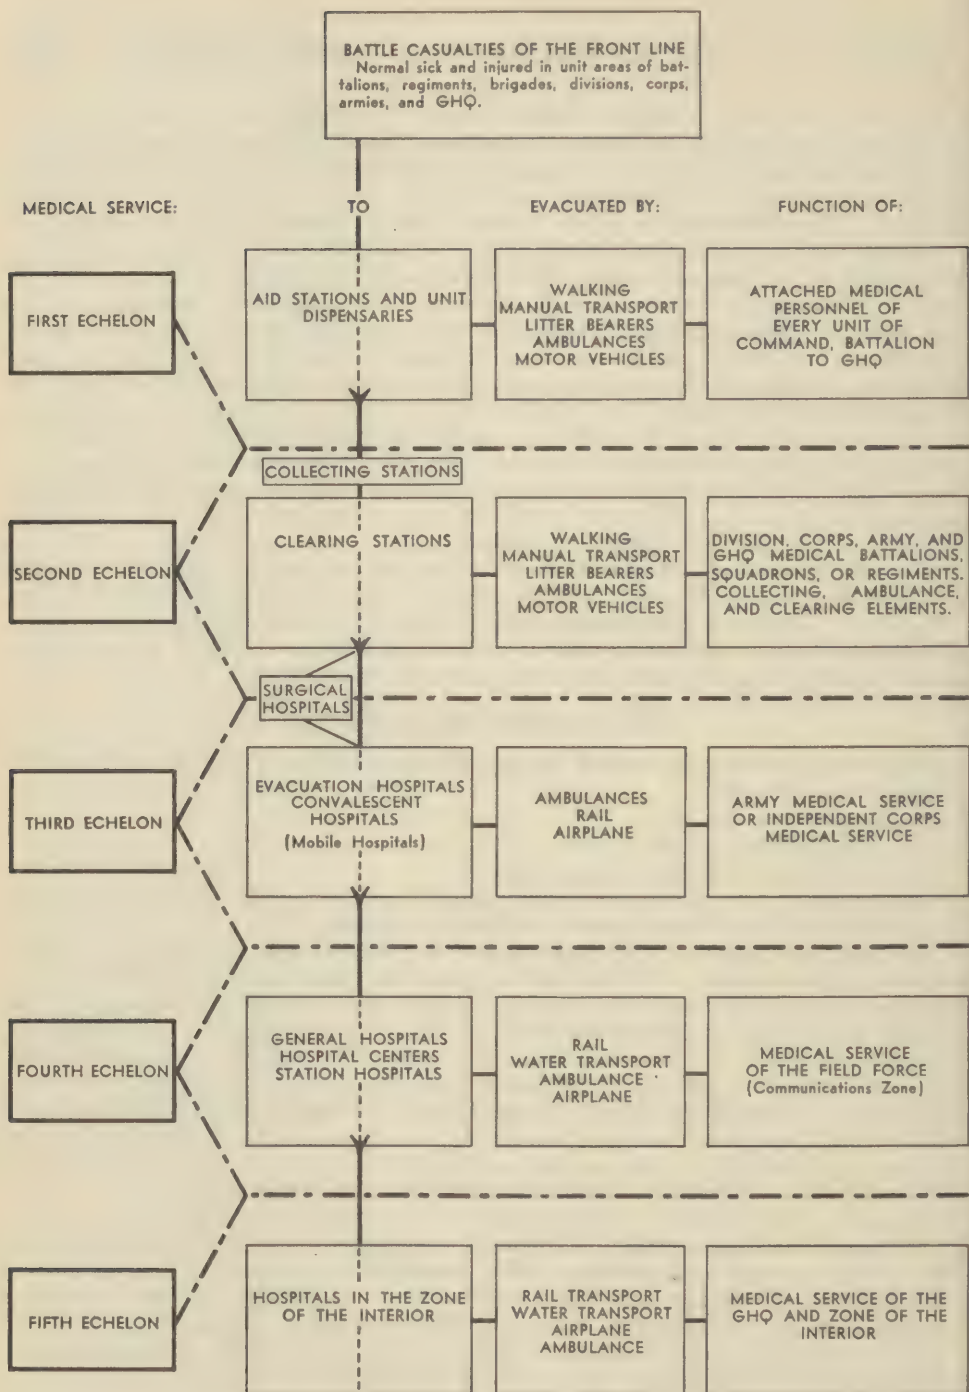 BATTLE CASUALTIES OF THE FRONT LINE
Normal sick and injured in unit areas of bat-
talions, regiments, brigades, divisions, corps,
armies, and GHQ.
MEDICAL SERVICE:
TO
EVACUATED BY:
FUNCTION OF:
FIRST ECHELON
AID STATIONS AND UNIT
DISPENSARIES
WALKING
MANUAL TRANSPORT
LITTER BEARERS
AMBULANCES
MOTOR VEHICLES
ATTACHED MEDICAL
PERSONNEL OF
EVERY UNIT OF
COMMAND, BATTALION
TO GHQ
COLLECTING STATIONS
SECOND ECHELON
CLEARING STATIONS
WALKING
MANUAL TRANSPORT
LITTER BEARERS
AMBULANCES
MOTOR VEHICLES
DIVISION, CORPS, ARMY, AND
GHQ MEDICAL BATTALIONS,
SQUADRONS, OR REGIMENTS.
COLLECTING, AMBULANCE,
AND CLEARING ELEMENTS.
SURGICAL
HOSPITALS
THIRD ECHELON
EVACUATION HOSPITALS
CONVALESCENT
HOSPITALS
(Mobile Hospitals)
AMBULANCES
RAIL
AIRPLANE
ARMY MEDICAL SERVICE
OR INDEPENDENT CORPS
MEDICAL SERVICE
FOURTH ECHELON
GENERAL HOSPITALS
HOSPITAL CENTERS
STATION HOSPITALS
RAIL
WATER TRANSPORT
AMBULANCE
AIRPLANE
MEDICAL SERVICE
OF THE FIELD FORCE
(Communications Zone)
FIFTH ECHELON
HOSPITALS IN THE ZONE
OF THE INTERIOR
RAIL TRANSPORT
WATER TRANSPORT
AIRPLANE
AMBULANCE
MEDICAL SERVICE OF THE
GHQ AND ZONE OF THE
INTERIOR